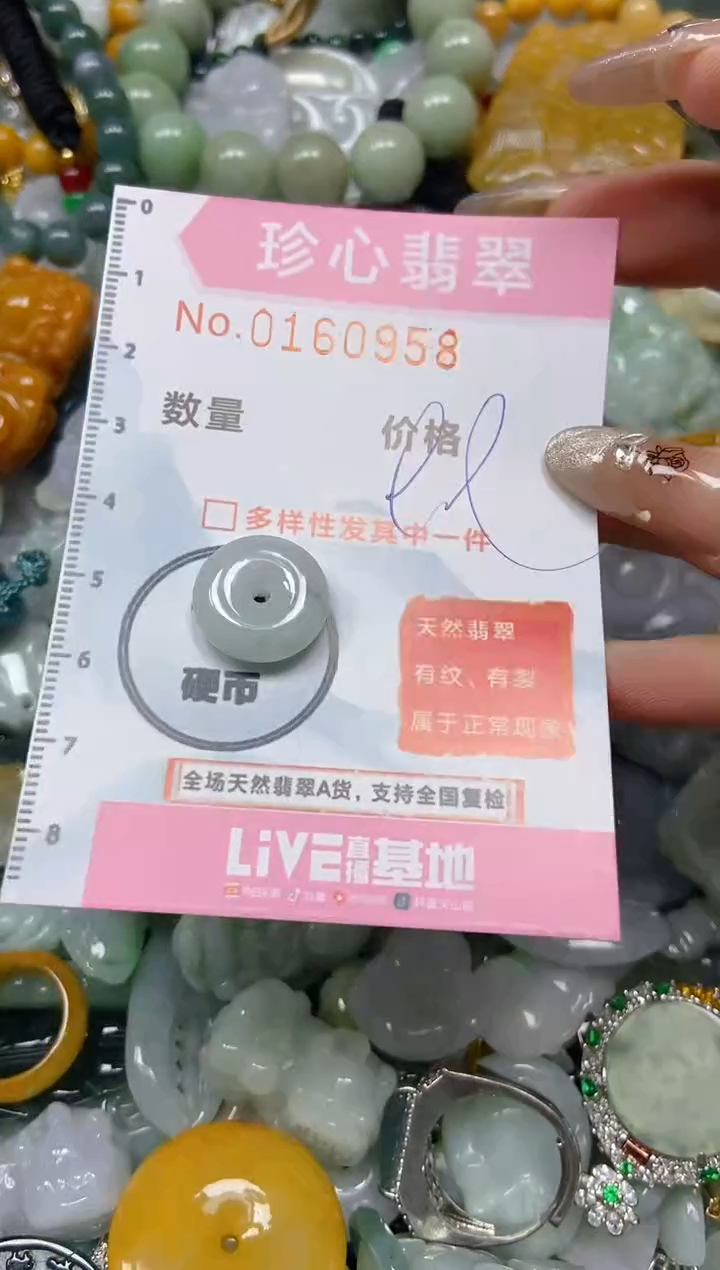 珍心翡翠
No.0160958
数量
价格
多样性发其中一件
硬币
天然翡翠
有纹、有裂
属于正常现象
全场天然翡翠A货，支持全国复检
LiVE直播基地
0
1
2
3
4
5
6
7
8